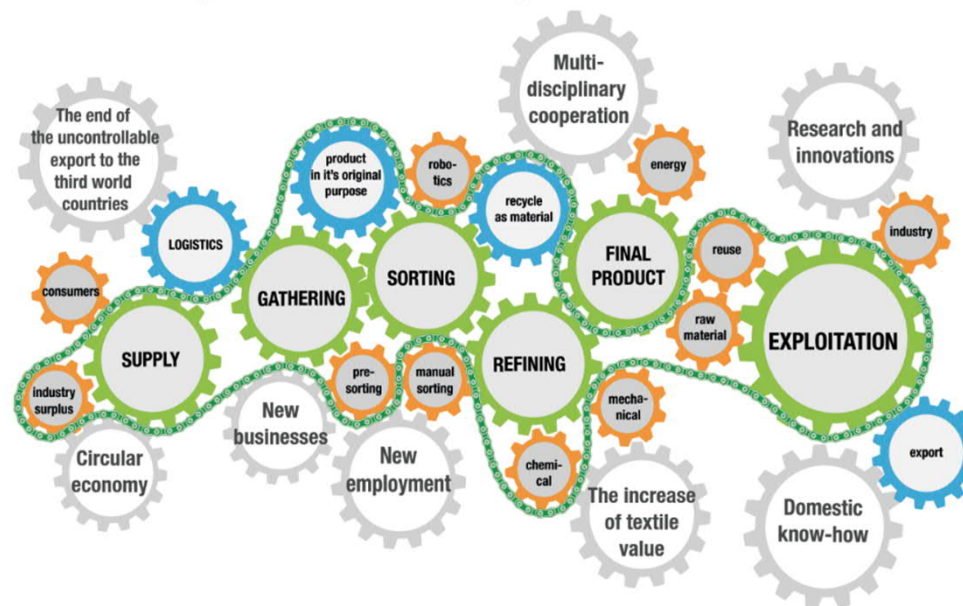 Multi-
disciplinary
cooperation
The end of
the uncontrollable
export to the
third world
countries
Research and
innovations
product
in it's original
purpose
robo-
tics
energy
recycle
as material
LOGISTICS
industry
consumers
GATHERING
SORTING
FINAL
PRODUCT
reuse
SUPPLY
REFINING
raw
material
EXPLOITATION
industry
surplus
pre-
sorting
manual
sorting
mecha-
nical
New
businesses
Circular
economy
New
employment
chemi-
cal
export
The increase
of textile
value
Domestic
know-how